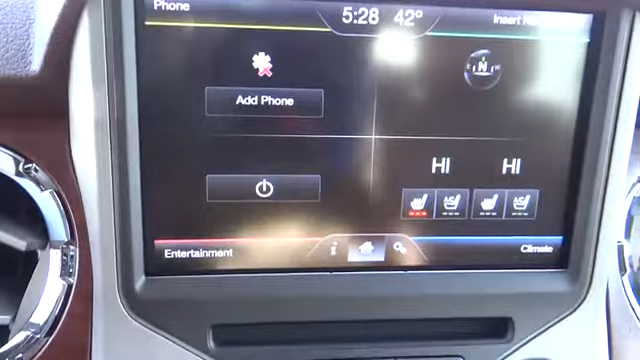 Phone
5:28 42°
Insert
Add Phone
N
HI HI
A/C A/C
Entertainment
i
Climate